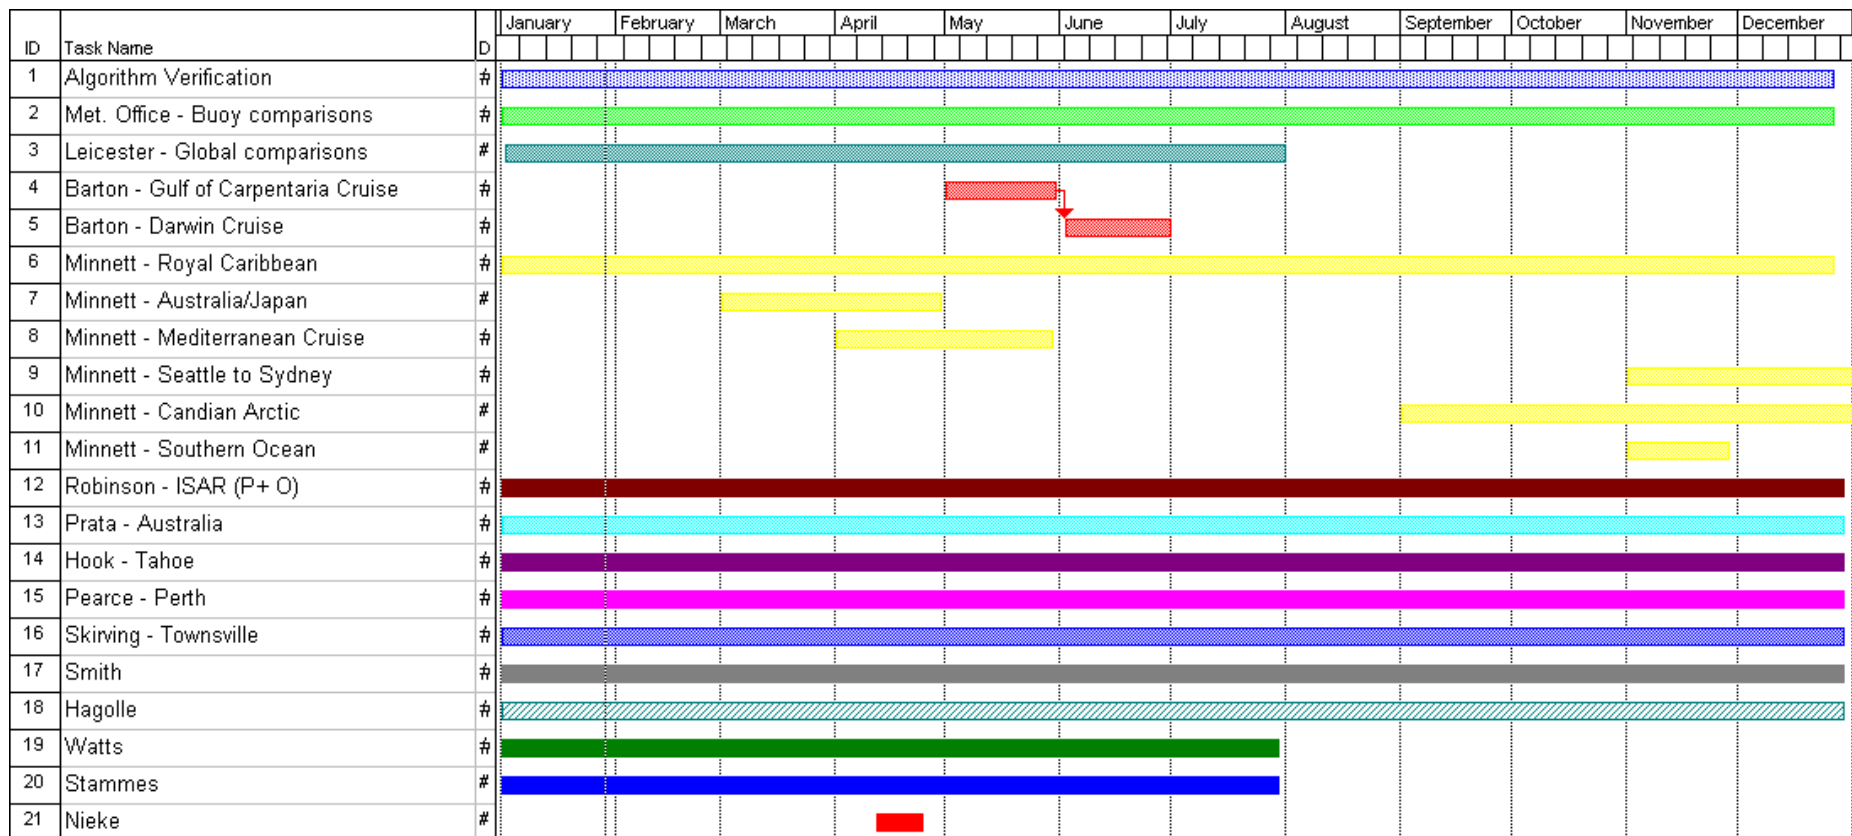 January February March April May June July August September October November December
ID Task Name D
1 Algorithm Verification #
2 Met. Office - Buoy comparisons #
3 Leicester - Global comparisons #
4 Barton - Gulf of Carpentaria Cruise #
5 Barton - Darwin Cruise #
6 Minnett - Royal Caribbean #
7 Minnett - Australia/Japan #
8 Minnett - Mediterranean Cruise #
9 Minnett - Seattle to Sydney #
10 Minnett - Candian Arctic #
11 Minnett - Southern Ocean #
12 Robinson - ISAR (P+ O) #
13 Prata - Australia #
14 Hook - Tahoe #
15 Pearce - Perth #
16 Skirving - Townsville #
17 Smith #
18 Hagolle #
19 Watts #
20 Stammes #
21 Nieke #